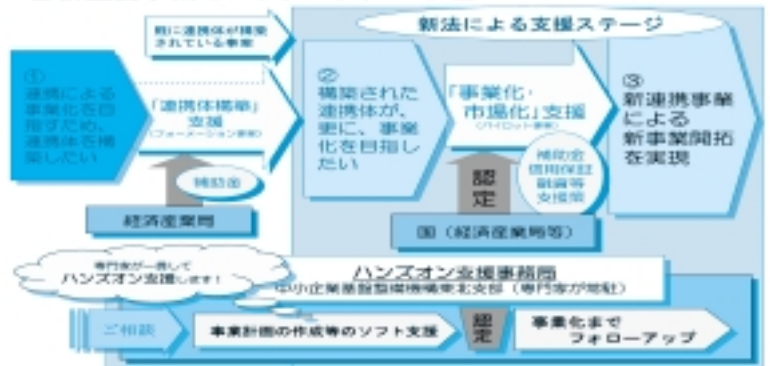 既に連携体が構築
されている事業
新法による支援ステージ
①
連携による
事業化を目
指すため、
連携体を構
築したい
「連携体構築」
支援
(フォーメーション事業)
補助金
経済産業局
②
構築された
連携体が、
更に、事業
化を目指し
たい
「事業化・
市場化」支援
(パイロット事業)
認定
補助金
信用保証
融資等
支援策
国(経済産業局等)
③
新連携事業
による
新事業開拓
を実現
専門家が一貫して
ハンズオン支援します!
ハンズオン支援事務局
中小企業基盤整備機構東北支部(専門家が常駐)
ご相談
事業計画の作成等のソフト支援
認定
事業化まで
フォローアップ